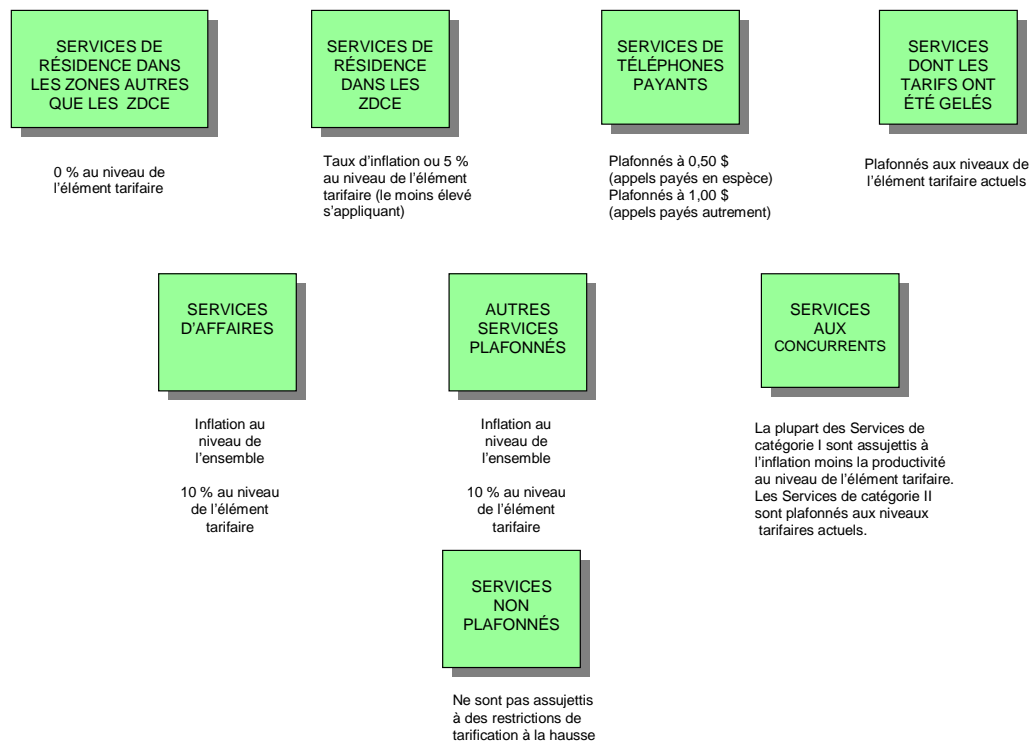 SERVICES DE
RÉSIDENCE DANS
LES ZONES AUTRES
QUE LES ZDCE
0 % au niveau de
l'élément tarifaire
SERVICES DE
RÉSIDENCE
DANS LES
ZDCE
Taux d'inflation ou 5 %
au niveau de l'élément
tarifaire (le moins élevé
s'appliquant)
SERVICES DE
TÉLÉPHONES
PAYANTS
Plafonnés à 0,50 $
(appels payés en espèce)
Plafonnés à 1,00 $
(appels payés autrement)
SERVICES
DONT LES
TARIFS ONT
ÉTÉ GELÉS
Plafonnés aux niveaux de
l'élément tarifaire actuels
SERVICES
D'AFFAIRES
Inflation au
niveau de
l'ensemble
10 % au niveau
de l'élément
tarifaire
AUTRES
SERVICES
PLAFONNÉS
Inflation au
niveau de
l'ensemble
10 % au niveau
de l'élément
tarifaire
SERVICES
AUX
CONCURRENTS
La plupart des Services de
catégorie I sont assujettis à
l'inflation moins la productivité
au niveau de l'élément tarifaire.
Les Services de catégorie II
sont plafonnés aux niveaux
tarifaires actuels.
SERVICES
NON
PLAFONNÉS
Ne sont pas assujettis
à des restrictions de
tarification à la hausse